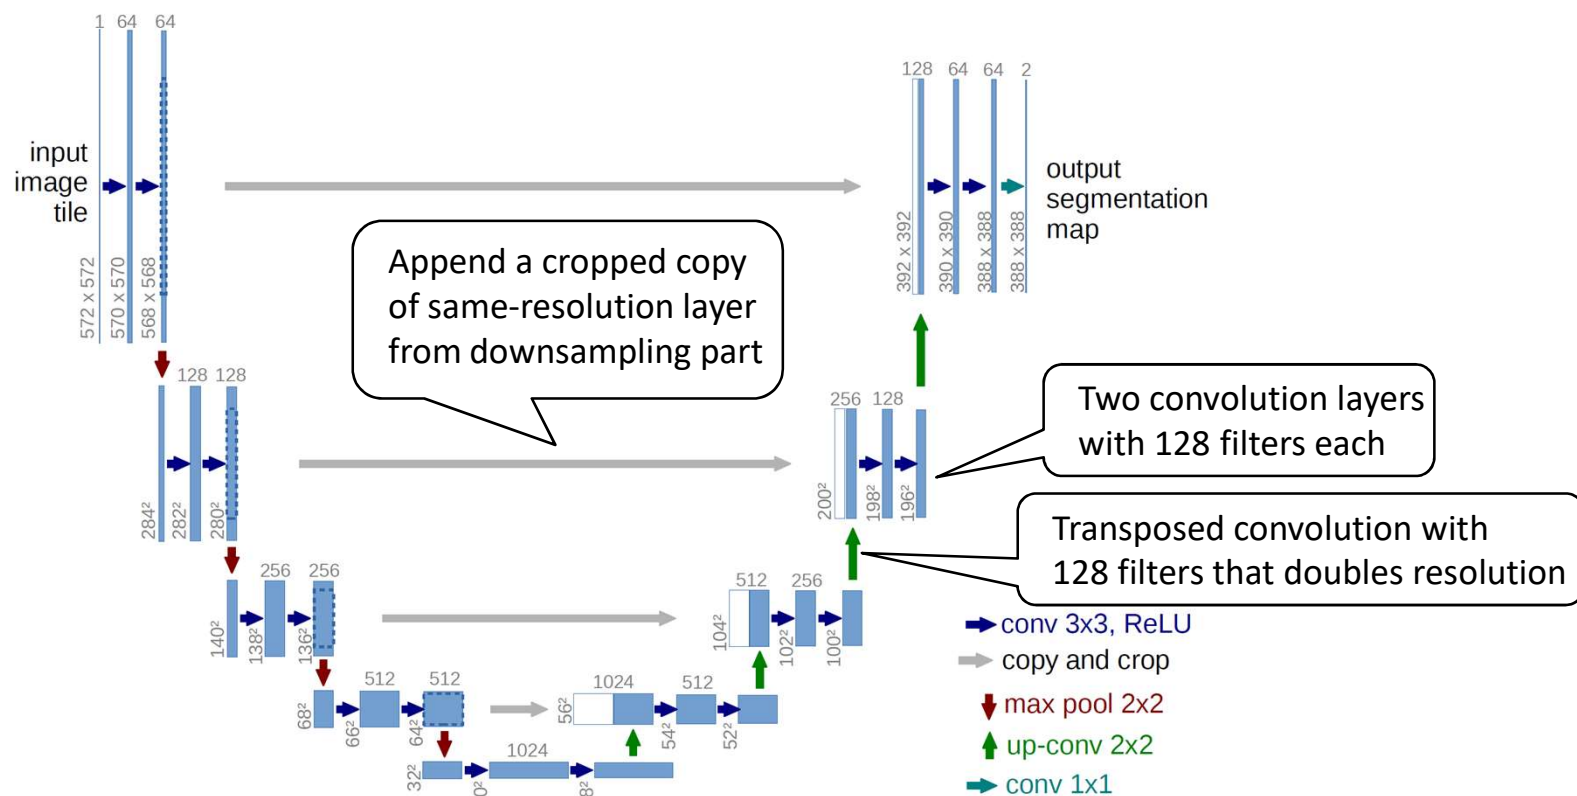 1 64 64
input
image
tile
572 x 572
570 x 570
568 x 568
128 64 64 2
392 x 392
390 x 390
388 x 388
388 x 388
output
segmentation
map
Append a cropped copy
of same-resolution layer
from downsampling part
128 128
284²
282²
280²
256 128
200²
198²
196²
Two convolution layers
with 128 filters each
Transposed convolution with
128 filters that doubles resolution
256 256
140²
138²
136²
512 256
104²
102²
100²
512 512
68²
66²
64²
1024 512
56²
54²
52²
1024
32²
0²
8²
conv 3x3, ReLU
copy and crop
max pool 2x2
up-conv 2x2
conv 1x1